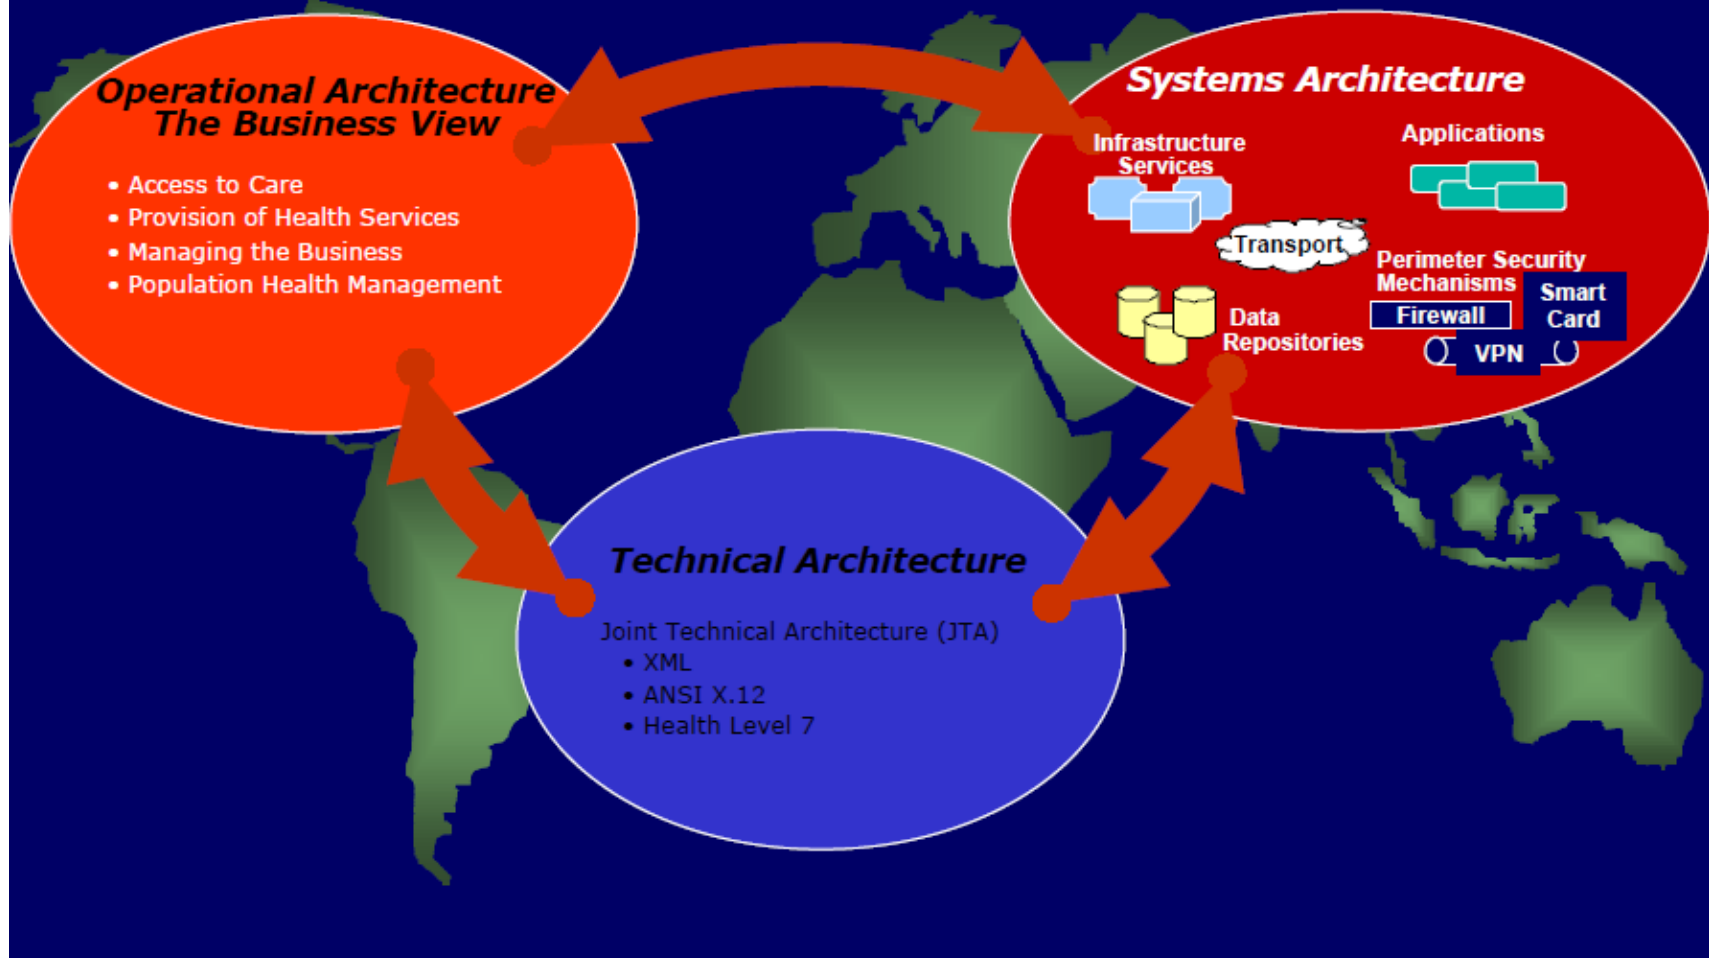 Operational Architecture
The Business View
• Access to Care
• Provision of Health Services
• Managing the Business
• Population Health Management
Systems Architecture
Infrastructure
Services
Applications
Transport
Perimeter Security
Mechanisms
Smart
Card
Firewall
VPN
Data
Repositories
Technical Architecture
Joint Technical Architecture (JTA)
• XML
• ANSI X.12
• Health Level 7